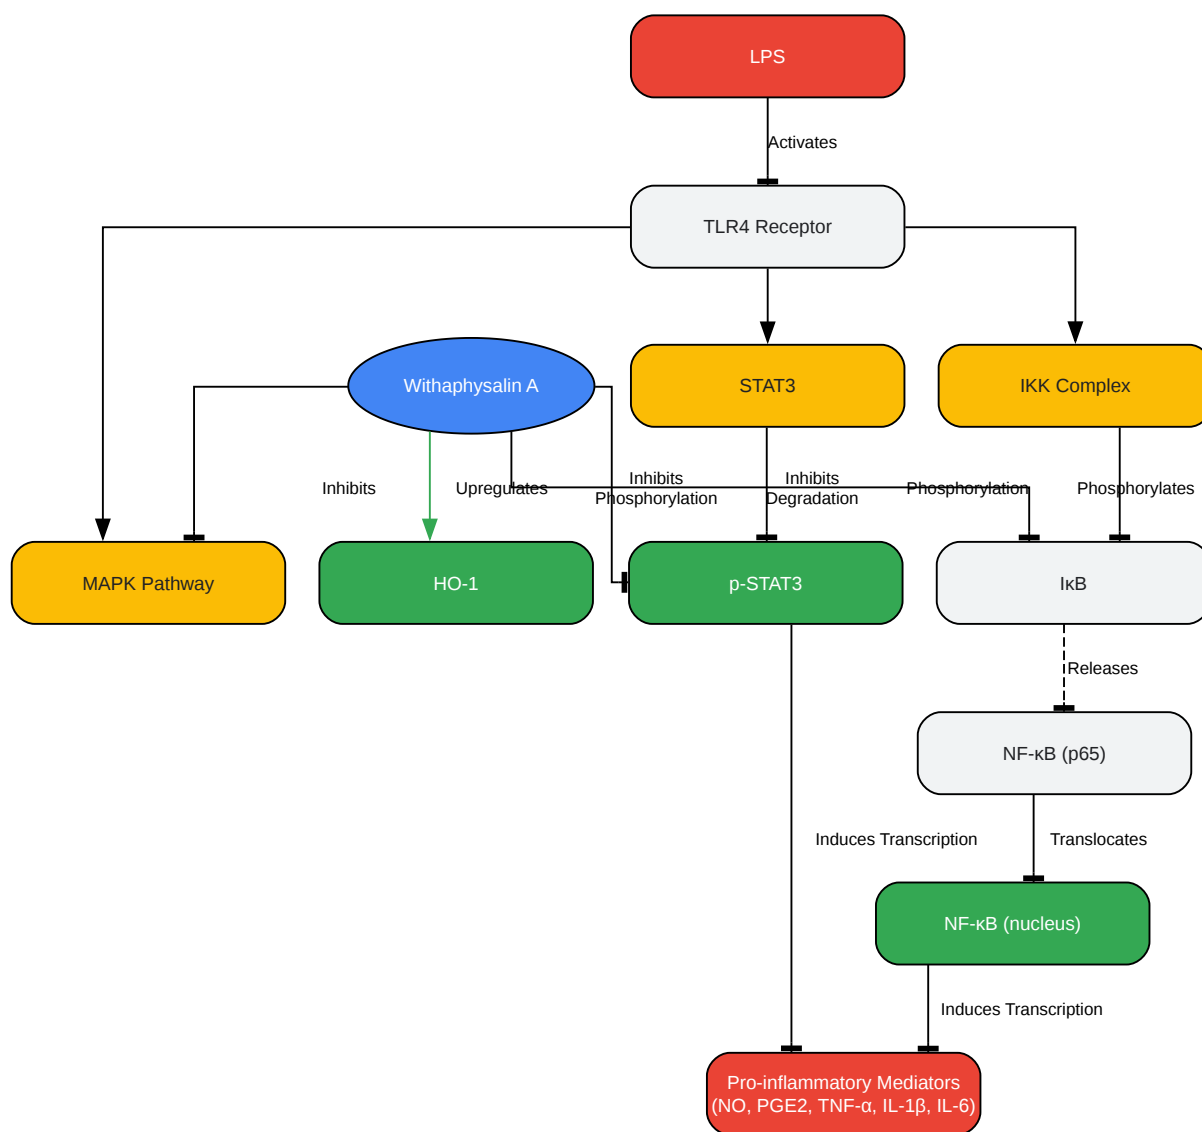 LPS
Activates
TLR4 Receptor
Withaphysalin A
STAT3
IKK Complex
Inhibits
Upregulates
Inhibits
Phosphorylation
Inhibits
Degradation
Phosphorylation
Phosphorylates
MAPK Pathway
HO-1
p-STAT3
IκB
Releases
NF-κB (p65)
Induces Transcription
Translocates
NF-κB (nucleus)
Induces Transcription
Pro-inflammatory Mediators
(NO, PGE2, TNF-α, IL-1β, IL-6)